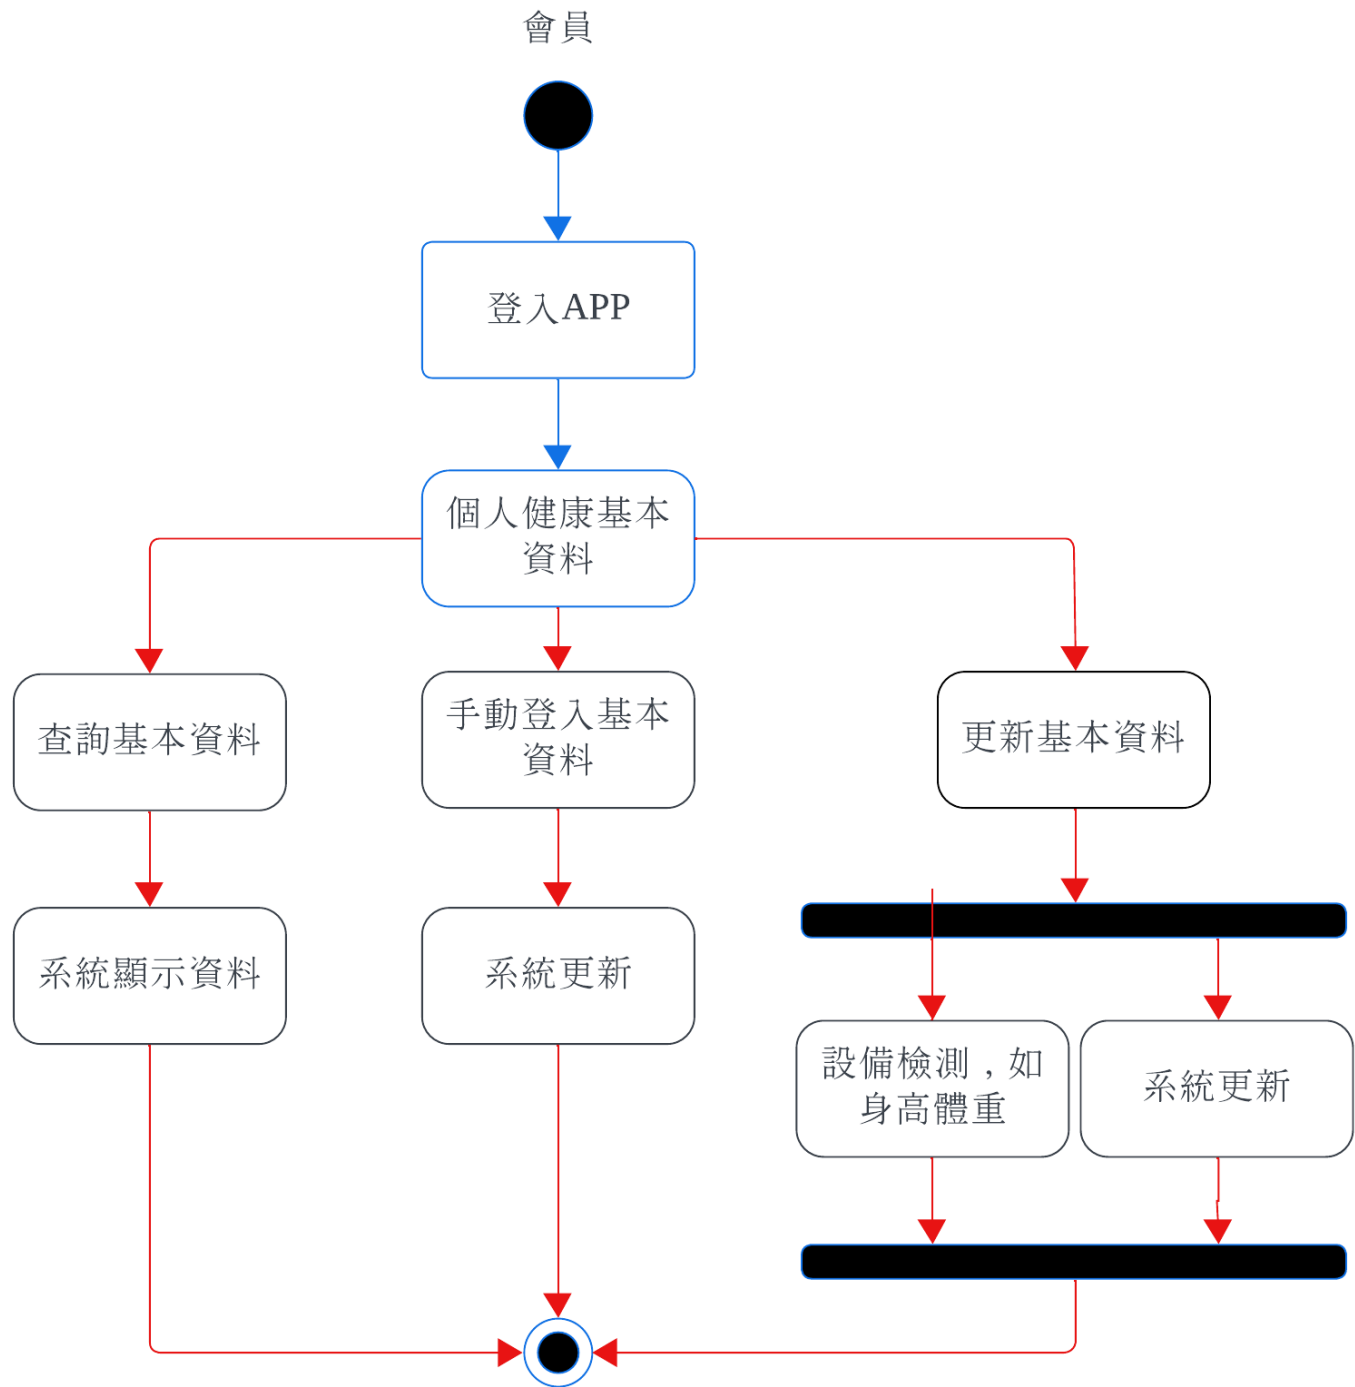 會員
登入APP
個人健康基本
資料
查詢基本資料
手動登入基本
資料
更新基本資料
系統顯示資料
系統更新
設備檢測，如
身高體重
系統更新